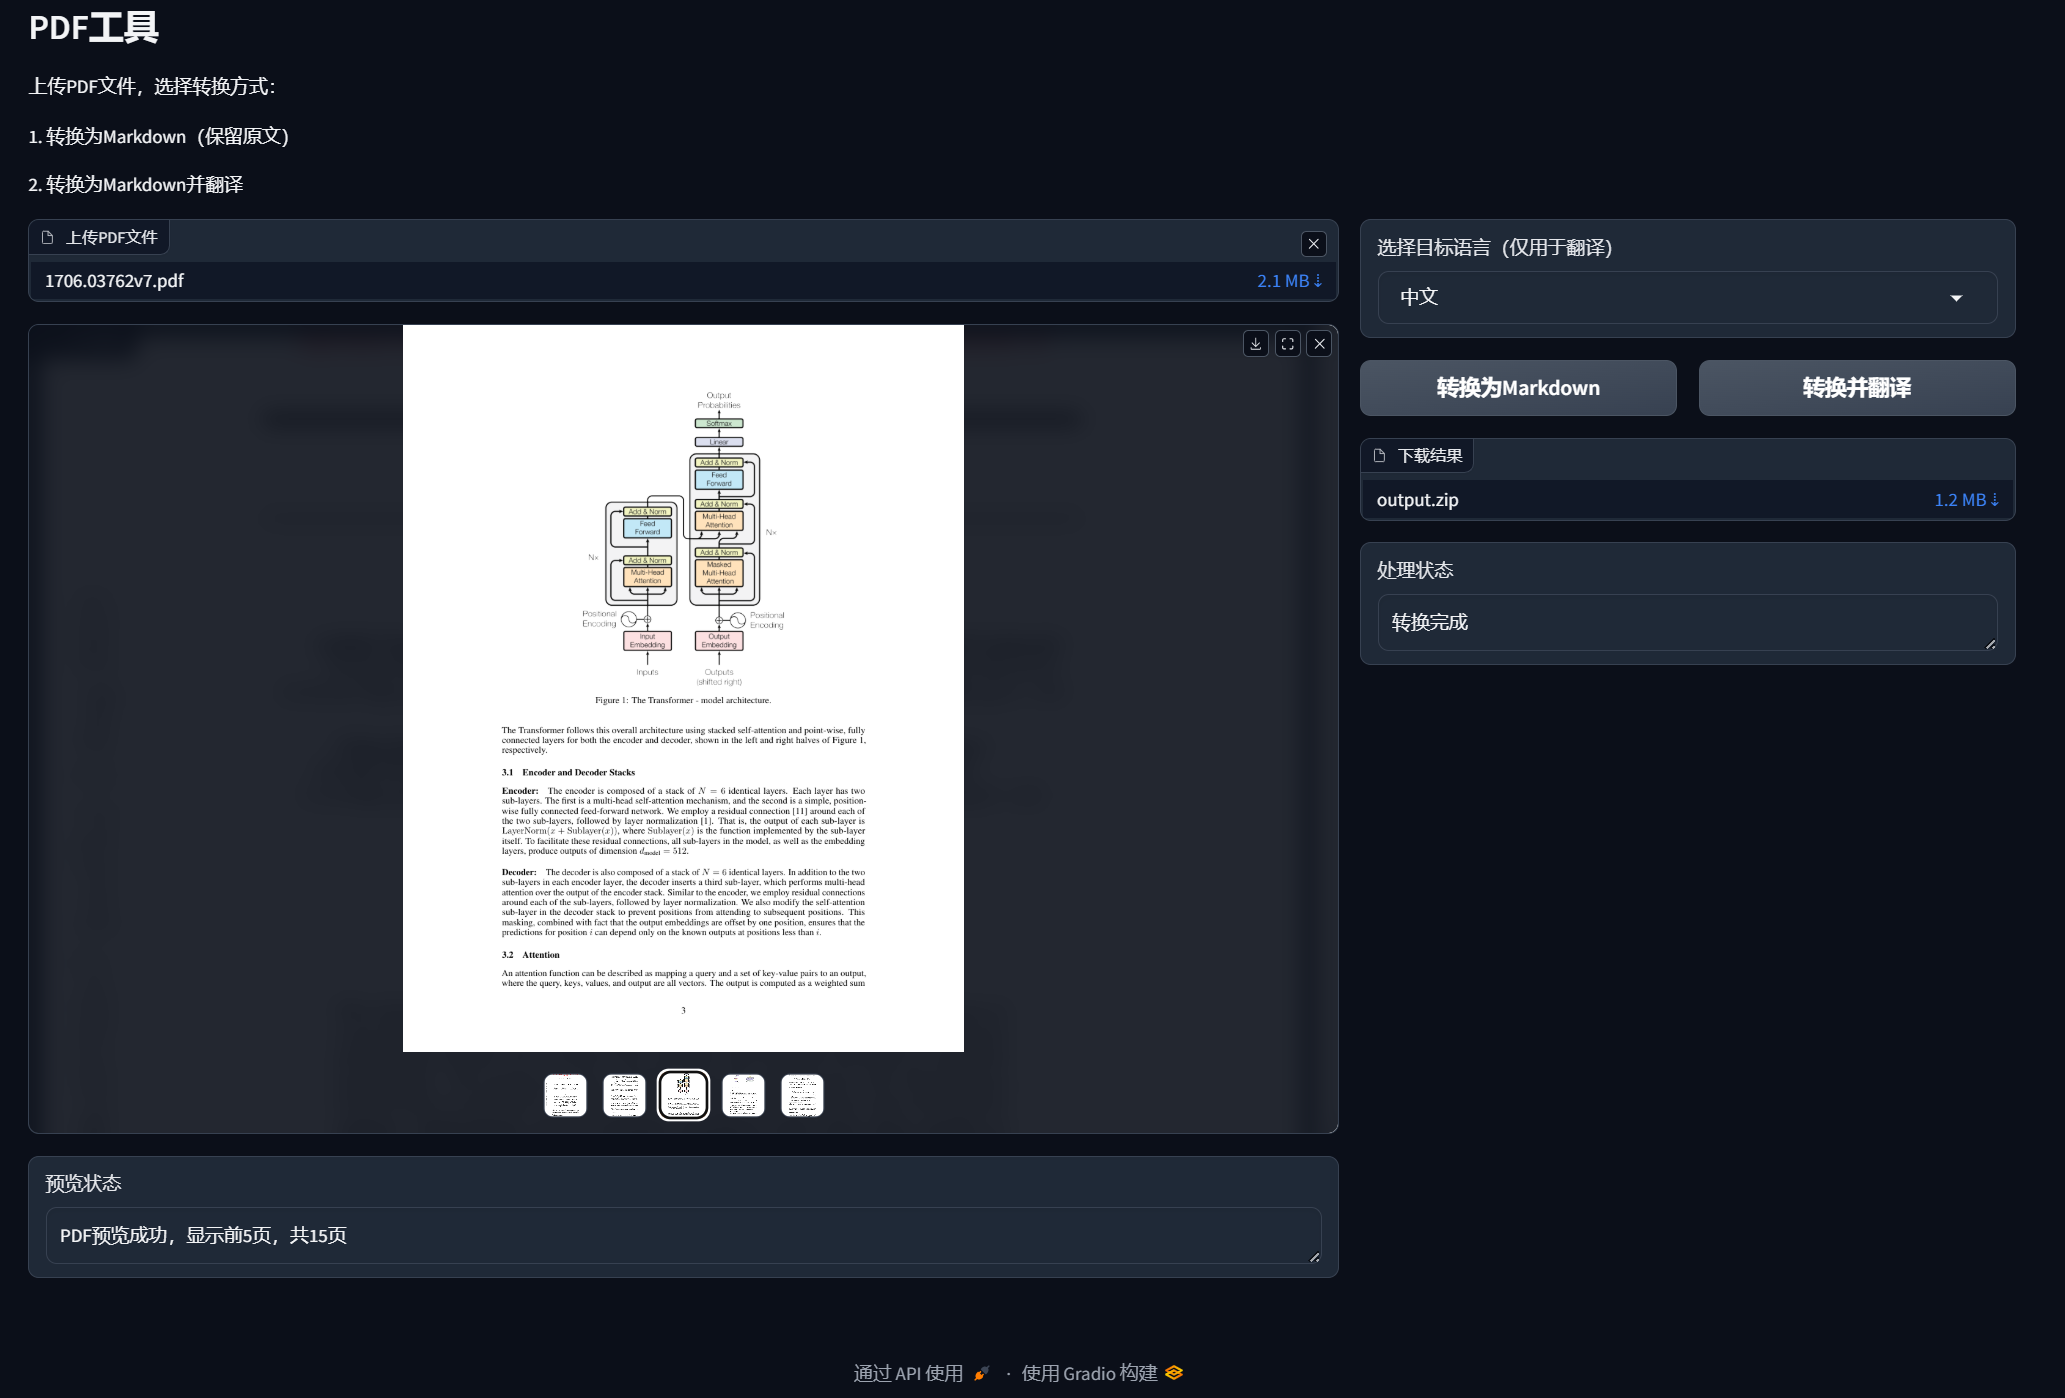 PDF工具
上传PDF文件，选择转换方式：
1. 转换为Markdown（保留原文）
2. 转换为Markdown并翻译
上传PDF文件
1706.03762v7.pdf
2.1 MB ⇣
Output
Probabilities
Softmax
Linear
Add & Norm
Feed
Forward
Add & Norm
Multi-Head
Attention
Add & Norm
Masked
Multi-Head
Attention
N×
Add & Norm
Feed
Forward
Add & Norm
Multi-Head
Attention
N×
Positional
Encoding
Positional
Encoding
Input
Embedding
Output
Embedding
Inputs
Outputs
(shifted right)
Figure 1: The Transformer - model architecture.
The Transformer follows this overall architecture using stacked self-attention and point-wise, fully
connected layers for both the encoder and decoder, shown in the left and right halves of Figure 1,
respectively.
3.1 Encoder and Decoder Stacks
Encoder: The encoder is composed of a stack of N = 6 identical layers. Each layer has two
sub-layers. The first is a multi-head self-attention mechanism, and the second is a simple, position-
wise fully connected feed-forward network. We employ a residual connection [11] around each of
the two sub-layers, followed by layer normalization [1]. That is, the output of each sub-layer is
LayerNorm(x + Sublayer(x)), where Sublayer(x) is the function implemented by the sub-layer
itself. To facilitate these residual connections, all sub-layers in the model, as well as the embedding
layers, produce outputs of dimension d_model = 512.
Decoder: The decoder is also composed of a stack of N = 6 identical layers. In addition to the two
sub-layers in each encoder layer, the decoder inserts a third sub-layer, which performs multi-head
attention over the output of the encoder stack. Similar to the encoder, we employ residual connections
around each of the sub-layers, followed by layer normalization. We also modify the self-attention
sub-layer in the decoder stack to prevent positions from attending to subsequent positions. This
masking, combined with fact that the output embeddings are offset by one position, ensures that the
predictions for position i can depend only on the known outputs at positions less than i.
3.2 Attention
An attention function can be described as mapping a query and a set of key-value pairs to an output,
where the query, keys, values, and output are all vectors. The output is computed as a weighted sum
3
预览状态
PDF预览成功，显示前5页，共15页
选择目标语言（仅用于翻译）
中文
转换为Markdown
转换并翻译
下载结果
output.zip
1.2 MB ⇣
处理状态
转换完成
通过 API 使用 · 使用 Gradio 构建